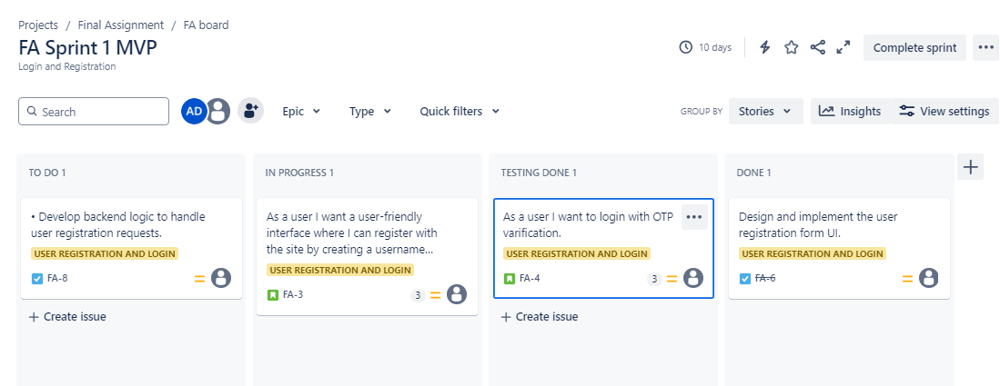 Projects / Final Assignment / FA board
FA Sprint 1 MVP
Login and Registration
10 days
Complete sprint
Search
AD
Epic
Type
Quick filters
GROUP BY
Stories
Insights
View settings
TO DO 1
• Develop backend logic to handle
user registration requests.
USER REGISTRATION AND LOGIN
FA-8
+ Create issue
IN PROGRESS 1
As a user I want a user-friendly
interface where I can register with
the site by creating a username...
USER REGISTRATION AND LOGIN
FA-3 3
TESTING DONE 1
As a user I want to login with OTP
varification.
USER REGISTRATION AND LOGIN
FA-4 3
+ Create issue
DONE 1
Design and implement the user
registration form UI.
USER REGISTRATION AND LOGIN
FA-6